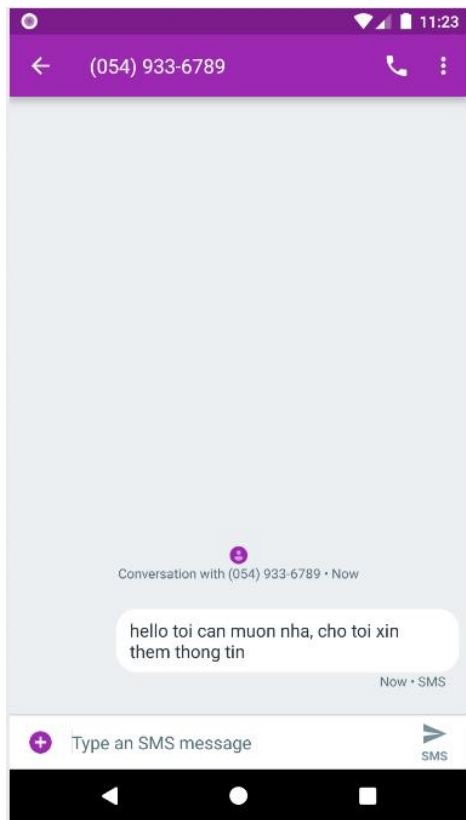 11:23
(054) 933-6789
Conversation with (054) 933-6789 • Now
hello toi can muon nha, cho toi xin
them thong tin
Now • SMS
Type an SMS message
SMS